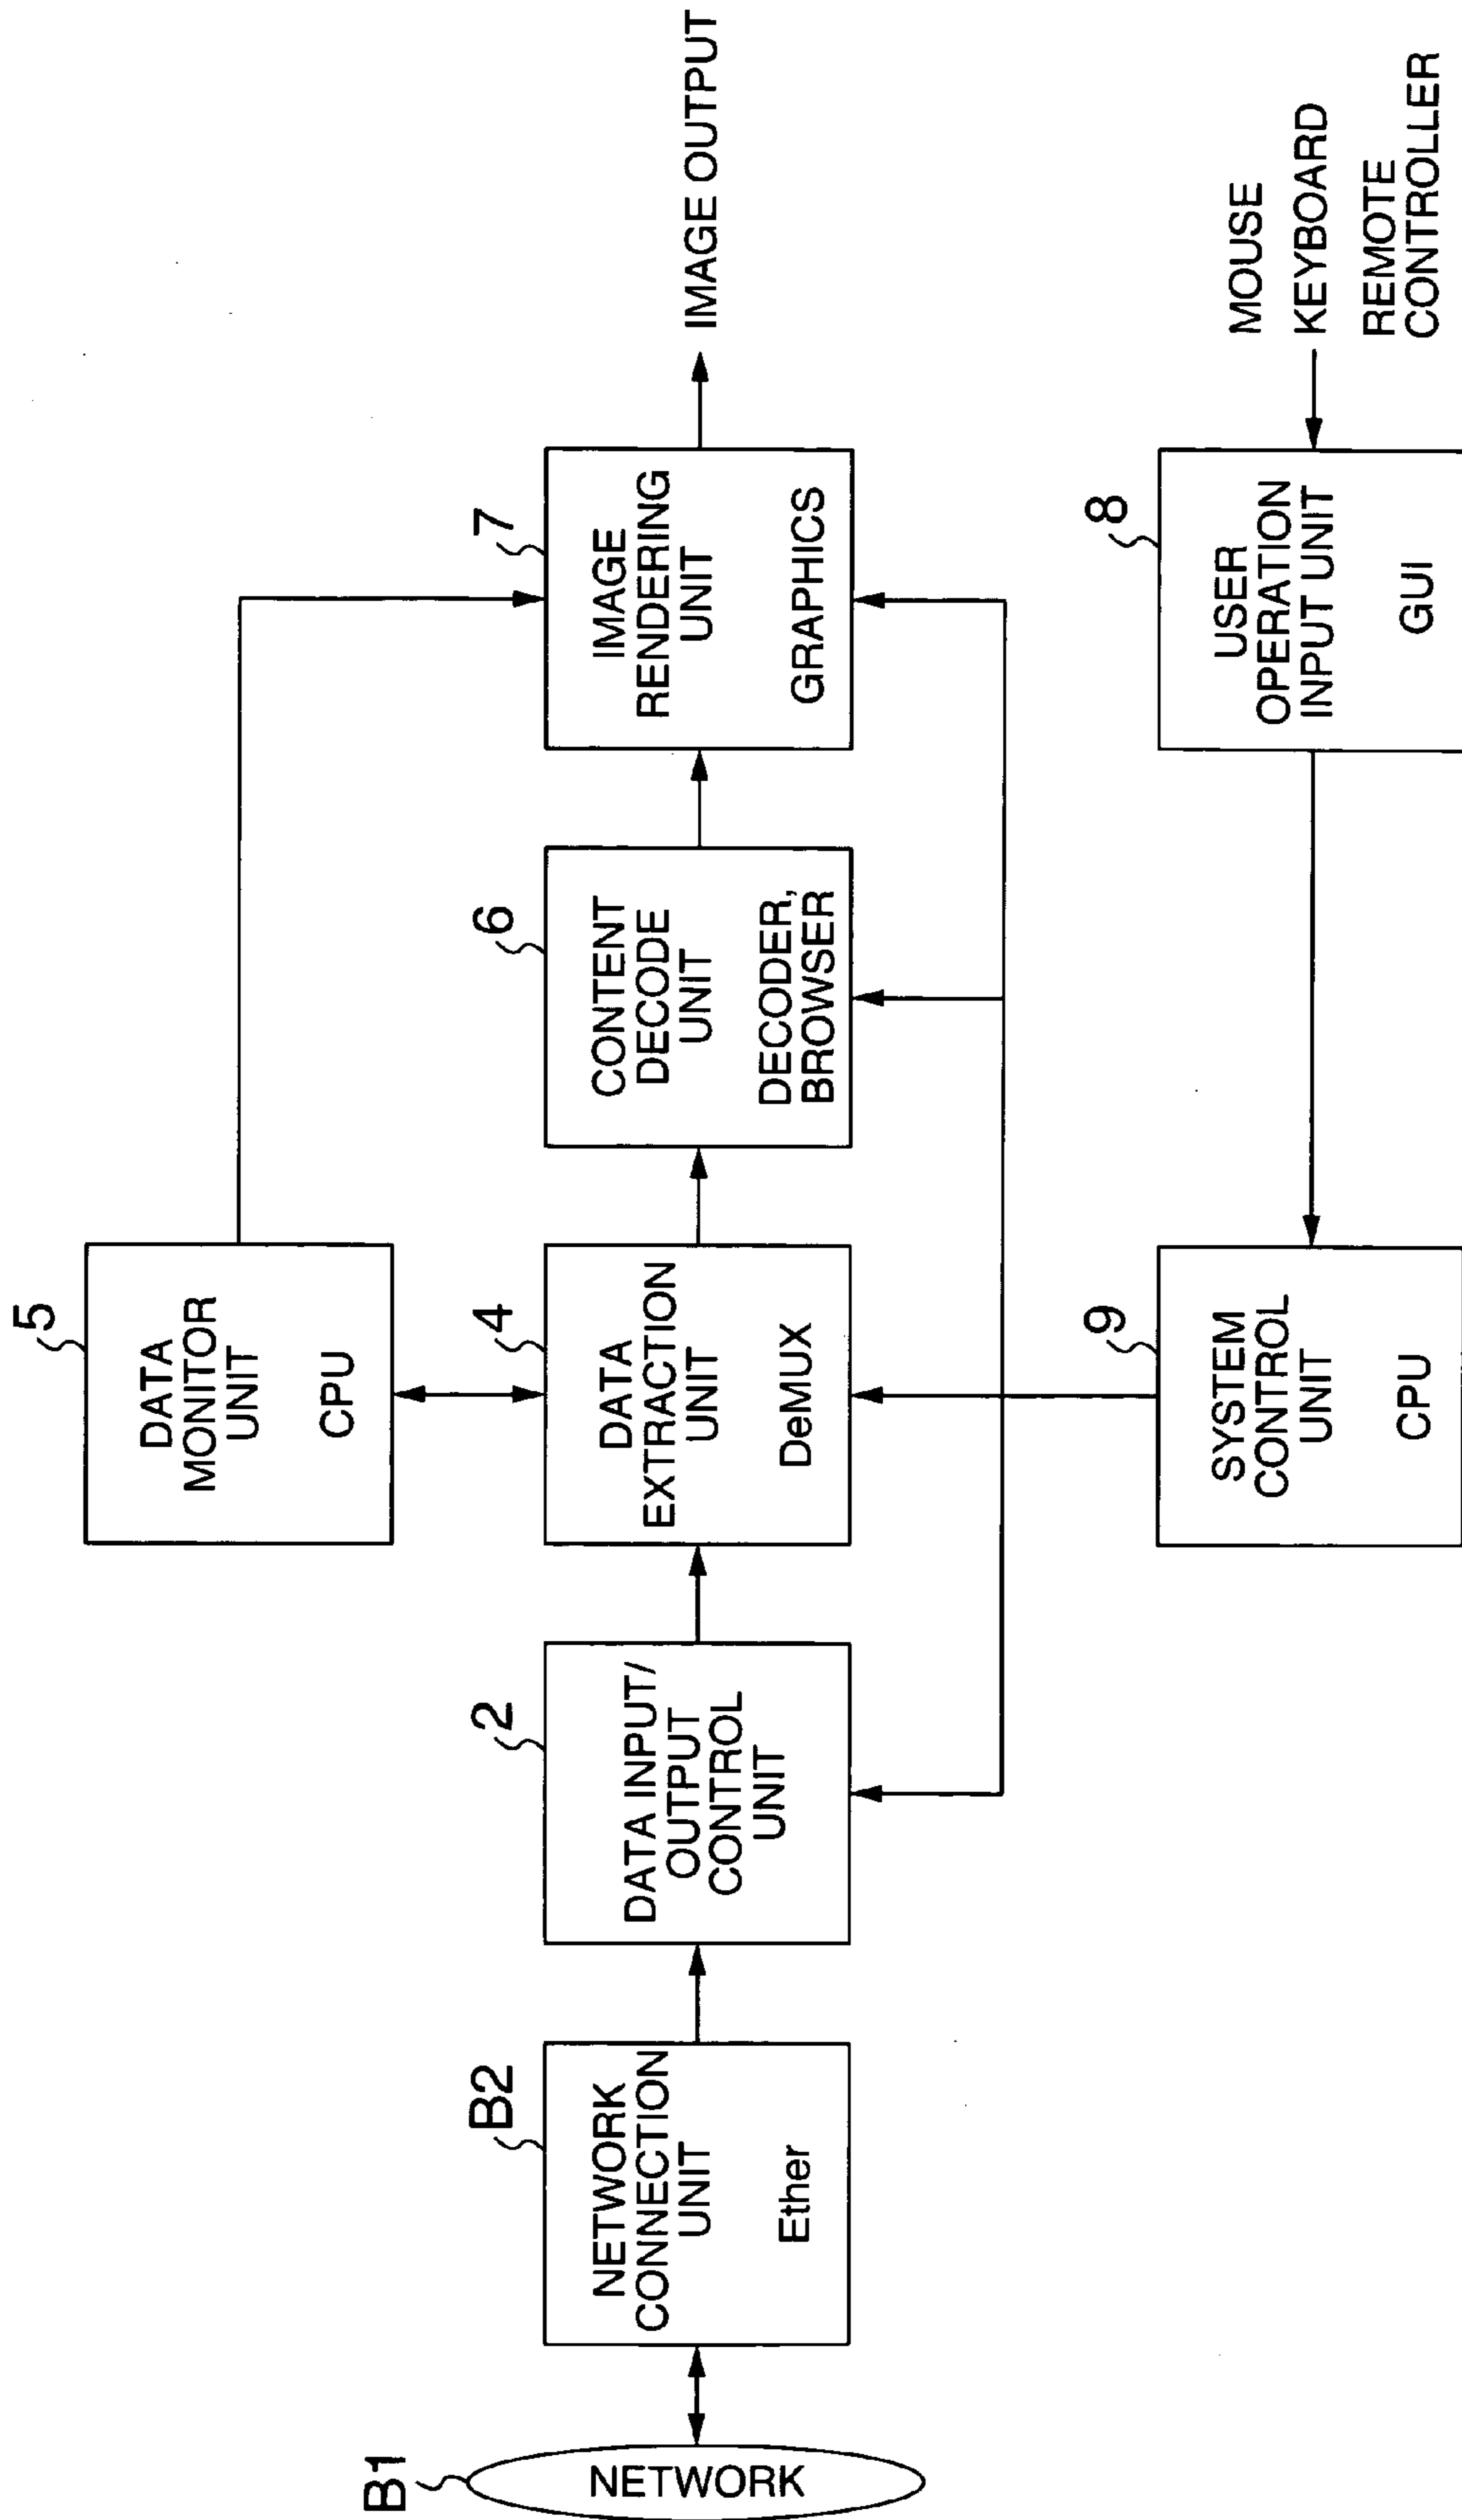 5
DATA
MONITOR
UNIT
CPU
B1
NETWORK
B2
NETWORK
CONNECTION
UNIT
Ether
2
DATA INPUT/
OUTPUT
CONTROL
UNIT
4
DATA
EXTRACTION
UNIT
DeMUX
6
CONTENT
DECODE
UNIT
DECODER,
BROWSER
7
IMAGE
RENDERING
UNIT
GRAPHICS
IMAGE OUTPUT
9
SYSTEM
CONTROL
UNIT
CPU
8
USER
OPERATION
INPUT UNIT
GUI
MOUSE
KEYBOARD
REMOTE
CONTROLLER